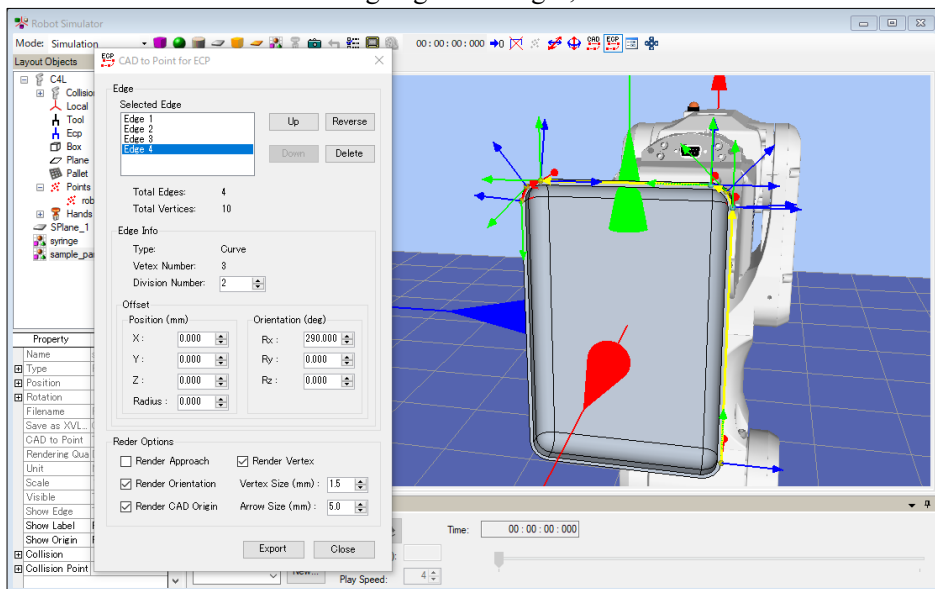 Robot Simulator
Mode: Simulation
00 : 00 : 00 : 000
CAD
ECP
Layout Objects
C4L
Local
Tool
Ecp
Box
Plane
Pallet
Points
Hands
SPlane_1
syringe
ECP CAD to Point for ECP
Edge
Selected Edge
Edge 1
Edge 2
Edge 3
Edge 4
Up Reverse
Down Delete
Total Edges: 4
Total Vertices: 10
Edge Info
Type: Curve
Vetex Number: 3
Division Number: 2
Offset
Position (mm) Orientation (deg)
X : 0.000 Rx : 290.000
Y : 0.000 Ry : 0.000
Z : 0.000 Rz : 0.000
Radius : 0.000
Reder Options
Render Approach Render Vertex
Render Orientation Vertex Size (mm) : 1.5
Render CAD Origin Arrow Size (mm) : 5.0
Export Close
Property
Name
Type
Position
Rotation
Filename
Save as XVL...
CAD to Point
Rendering Qua
Unit
Scale
Visible
Show Edge
Show Label
Show Origin
Collision
Collision Point
Time: 00 : 00 : 00 : 000
New...
Play Speed: 4